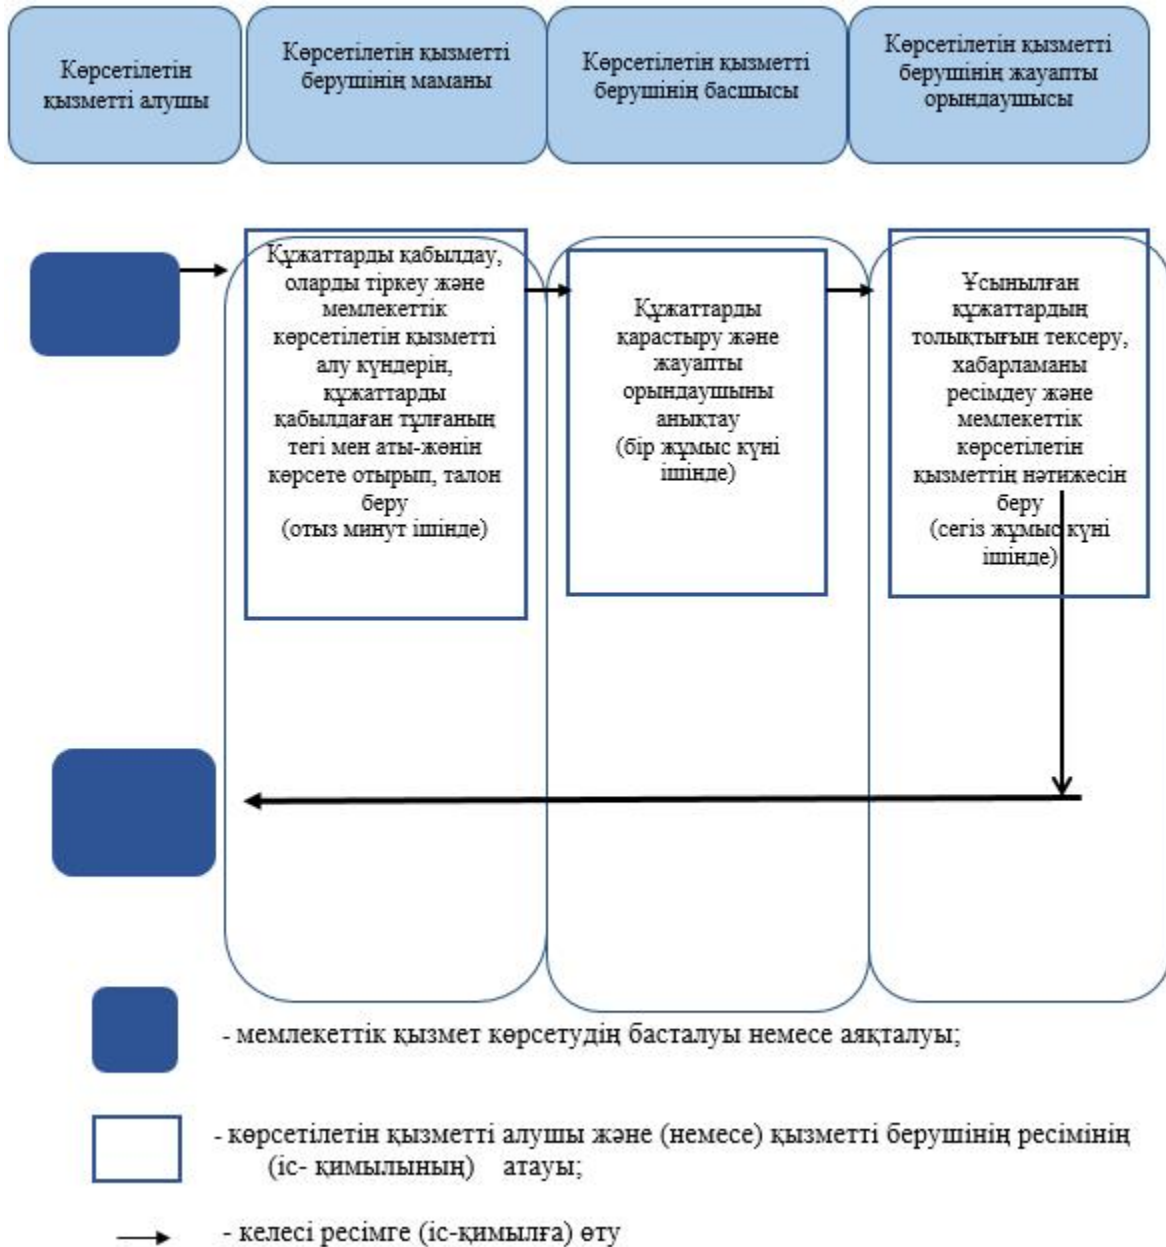 Көрсетілетін
қызметті алушы
Көрсетілетін қызметті
берушінің маманы
Көрсетілетін қызметті
берушінің басшысы
Көрсетілетін қызметті
берушінің жауапты
орындаушысы
Құжаттарды қабылдау,
оларды тіркеу және
мемлекеттік
көрсетілетін қызметті
алу күндерін,
құжаттарды
қабылдаған тұлғаның
тегі мен аты-жөнін
көрсете отырып, талон
беру
(отыз минут ішінде)
Құжаттарды
қарастыру және
жауапты
орындаушыны
анықтау
(бір жұмыс күні
ішінде)
Ұсынылған
құжаттардың
толықтығын тексеру,
хабарламаны
ресімдеу және
мемлекеттік
көрсетілетін
қызметтің нәтижесін
беру
(сегіз жұмыс күні
ішінде)
- мемлекеттік қызмет көрсетудің басталуы немесе аяқталуы;
- көрсетілетін қызметті алушы және (немесе) қызметті берушінің ресімінің
(іс- қимылының) атауы;
- келесі ресімге (іс-қимылға) өту